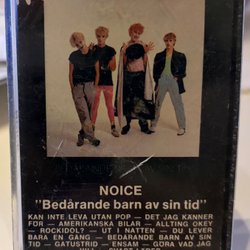 NOICE
"Bedårande barn av sin tid"
KAN INTE LEVA UTAN POP — DET JAG KÄNNER
FÖR — AMERIKANSKA BILAR — ALLTING OKEY
— ROCKIDOL? — UT I NATTEN — DU LEVER
BARA EN GÅNG — BEDÅRANDE BARN AV SIN
TID — GATUSTRID — ENSAM — GÖRA VAD JAG